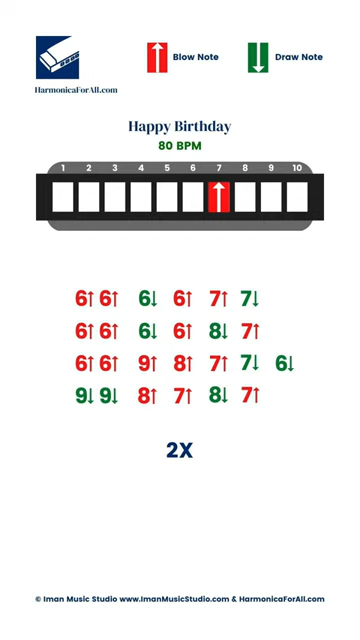 Blow Note
Draw Note
HarmonicaForAll.com
Happy Birthday
80 BPM
1 2 3 4 5 6 7 8 9 10
6↑ 6↑ 6↓ 6↑ 7↑ 7↓
6↑ 6↑ 6↓ 6↑ 8↓ 7↑
6↑ 6↑ 9↑ 8↑ 7↑ 7↓ 6↓
9↓ 9↓ 8↑ 7↑ 8↓ 7↑
2X
© Iman Music Studio www.ImanMusicStudio.com & HarmonicaForAll.com